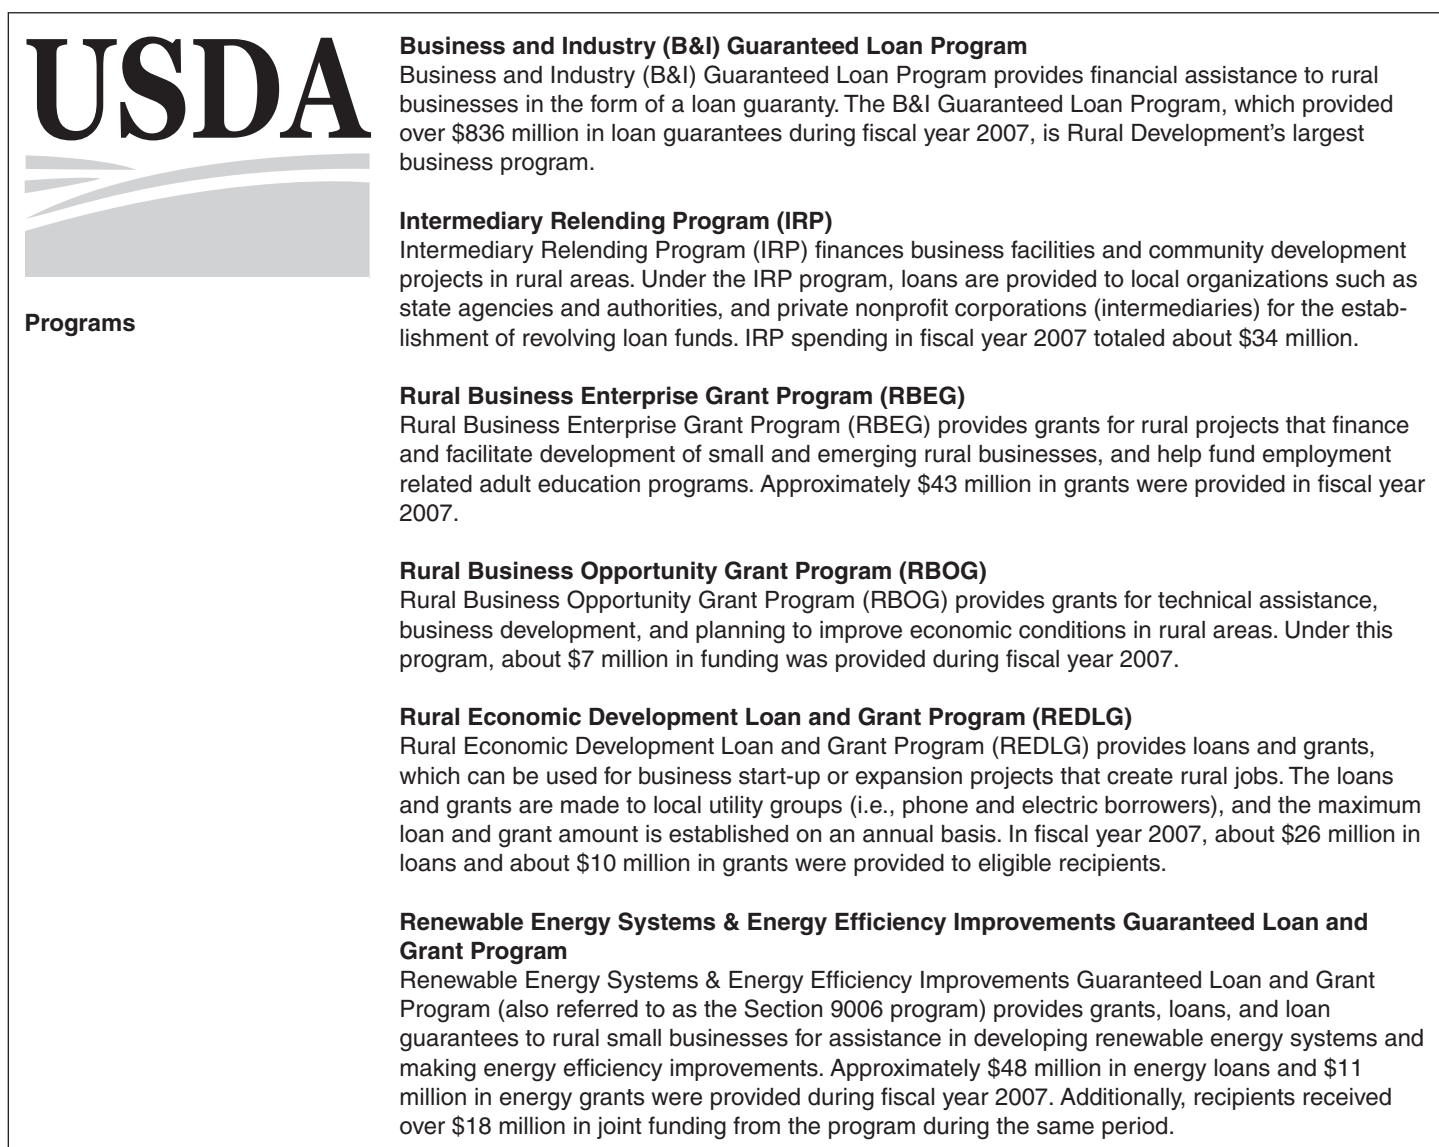 USDA
Programs
Business and Industry (B&I) Guaranteed Loan Program
Business and Industry (B&I) Guaranteed Loan Program provides financial assistance to rural
businesses in the form of a loan guaranty. The B&I Guaranteed Loan Program, which provided
over $836 million in loan guarantees during fiscal year 2007, is Rural Development's largest
business program.
Intermediary Relending Program (IRP)
Intermediary Relending Program (IRP) finances business facilities and community development
projects in rural areas. Under the IRP program, loans are provided to local organizations such as
state agencies and authorities, and private nonprofit corporations (intermediaries) for the estab-
lishment of revolving loan funds. IRP spending in fiscal year 2007 totaled about $34 million.
Rural Business Enterprise Grant Program (RBEG)
Rural Business Enterprise Grant Program (RBEG) provides grants for rural projects that finance
and facilitate development of small and emerging rural businesses, and help fund employment
related adult education programs. Approximately $43 million in grants were provided in fiscal year
2007.
Rural Business Opportunity Grant Program (RBOG)
Rural Business Opportunity Grant Program (RBOG) provides grants for technical assistance,
business development, and planning to improve economic conditions in rural areas. Under this
program, about $7 million in funding was provided during fiscal year 2007.
Rural Economic Development Loan and Grant Program (REDLG)
Rural Economic Development Loan and Grant Program (REDLG) provides loans and grants,
which can be used for business start-up or expansion projects that create rural jobs. The loans
and grants are made to local utility groups (i.e., phone and electric borrowers), and the maximum
loan and grant amount is established on an annual basis. In fiscal year 2007, about $26 million in
loans and about $10 million in grants were provided to eligible recipients.
Renewable Energy Systems & Energy Efficiency Improvements Guaranteed Loan and
Grant Program
Renewable Energy Systems & Energy Efficiency Improvements Guaranteed Loan and Grant
Program (also referred to as the Section 9006 program) provides grants, loans, and loan
guarantees to rural small businesses for assistance in developing renewable energy systems and
making energy efficiency improvements. Approximately $48 million in energy loans and $11
million in energy grants were provided during fiscal year 2007. Additionally, recipients received
over $18 million in joint funding from the program during the same period.